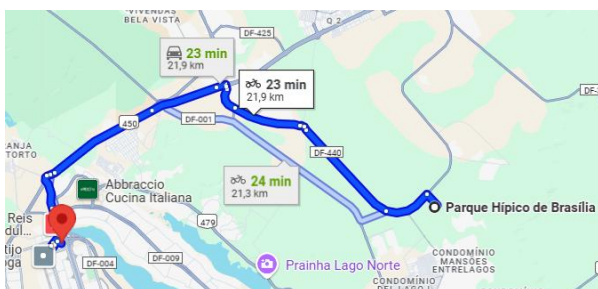 VIVENDAS
BELA VISTA
Q 2
DF-425
23 min
21,9 km
23 min
21,9 km
450
DF-001
DF-440
24 min
21,3 km
Abbraccio
Cucina Italiana
Parque Hípico de Brasília
Reis
479
DF-004
DF-009
Prainha Lago Norte
CONDOMÍNIO
MANSÕES
ENTRELAGOS
CONDOMÍNIO